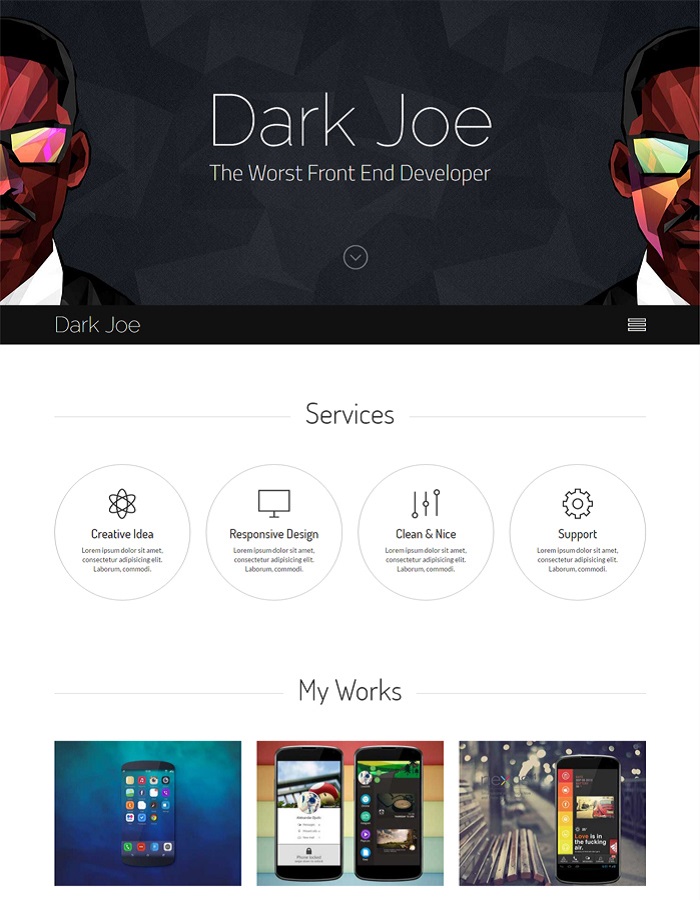 Dark Joe
The Worst Front End Developer
Dark Joe
Services
Creative Idea
Lorem ipsum dolor sit amet,
consectetur adipisicing elit.
Laborum, commodi.
Responsive Design
Lorem ipsum dolor sit amet,
consectetur adipisicing elit.
Laborum, commodi.
Clean & Nice
Lorem ipsum dolor sit amet,
consectetur adipisicing elit.
Laborum, commodi.
Support
Lorem ipsum dolor sit amet,
consectetur adipisicing elit.
Laborum, commodi.
My Works
Phone locked
Love is in
the fucking
air.